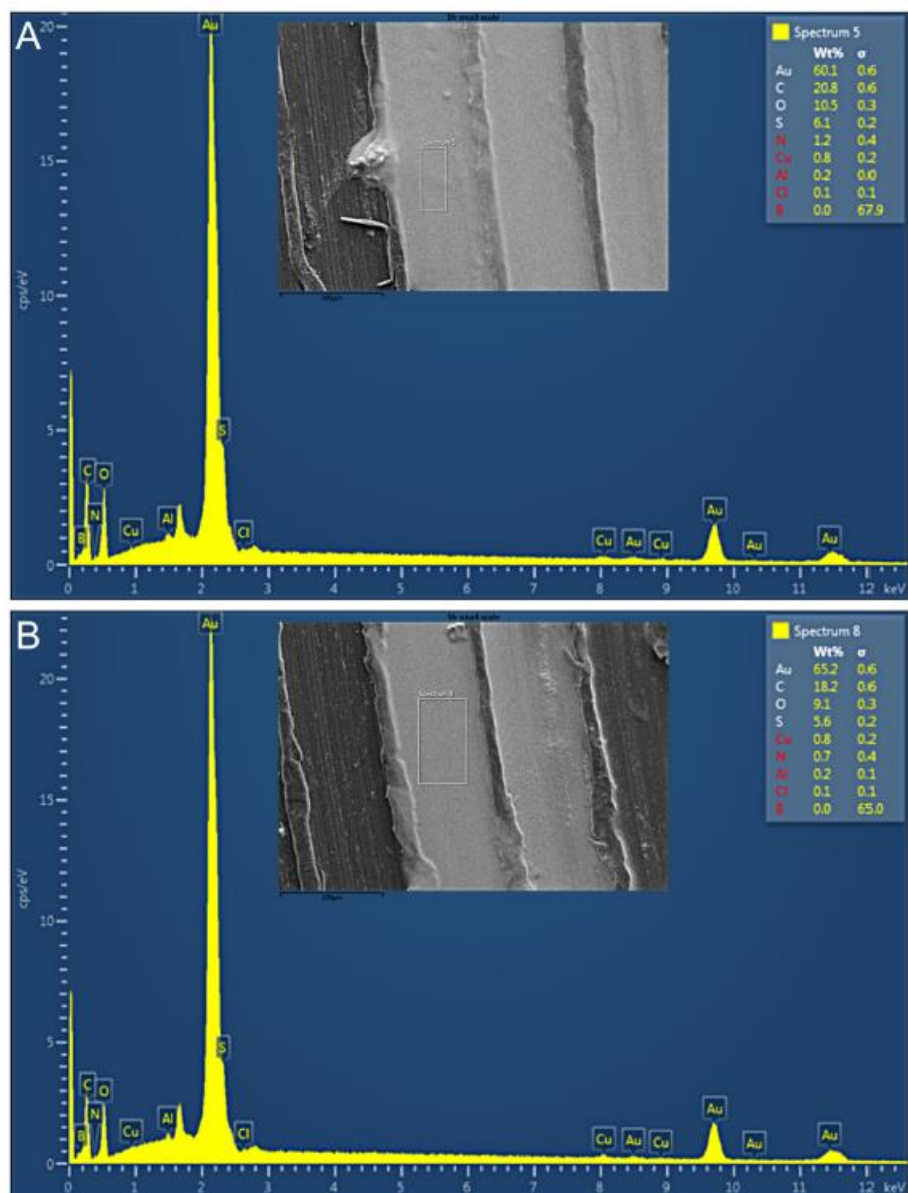 A
20
15
10
5
0
cps/eV
Au
S
C
O
N
B
Cu
Al
Cl
Cu
Au
Cu
Au
Au
Au
0 1 2 3 4 5 6 7 8 9 10 11 12 keV
Spectrum 5
Wt% σ
Au 60.1 0.6
C 20.8 0.6
O 10.5 0.3
S 6.1 0.2
N 1.2 0.4
Cu 0.8 0.2
Al 0.2 0.0
Cl 0.1 0.1
B 0.0 67.9
B
20
15
10
5
0
cps/eV
Au
S
C
O
N
B
Cu
Al
Cl
Cu
Au
Cu
Au
Au
Au
0 1 2 3 4 5 6 7 8 9 10 11 12 keV
Spectrum 8
Spectrum 8
Wt% σ
Au 65.2 0.6
C 18.2 0.6
O 9.1 0.3
S 5.6 0.2
Cu 0.8 0.2
N 0.7 0.4
Al 0.2 0.1
Cl 0.1 0.1
B 0.0 65.0